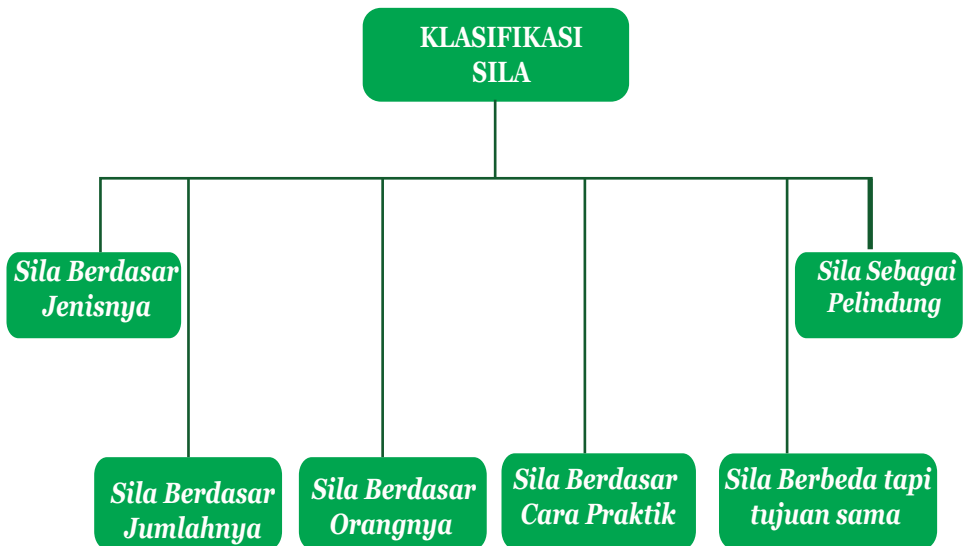 KLASIFIKASI
SILA
Sila Berdasar
Jenisnya
Sila Sebagai
Pelindung
Sila Berdasar
Jumlahnya
Sila Berdasar
Orangnya
Sila Berdasar
Cara Praktik
Sila Berbeda tapi
tujuan sama